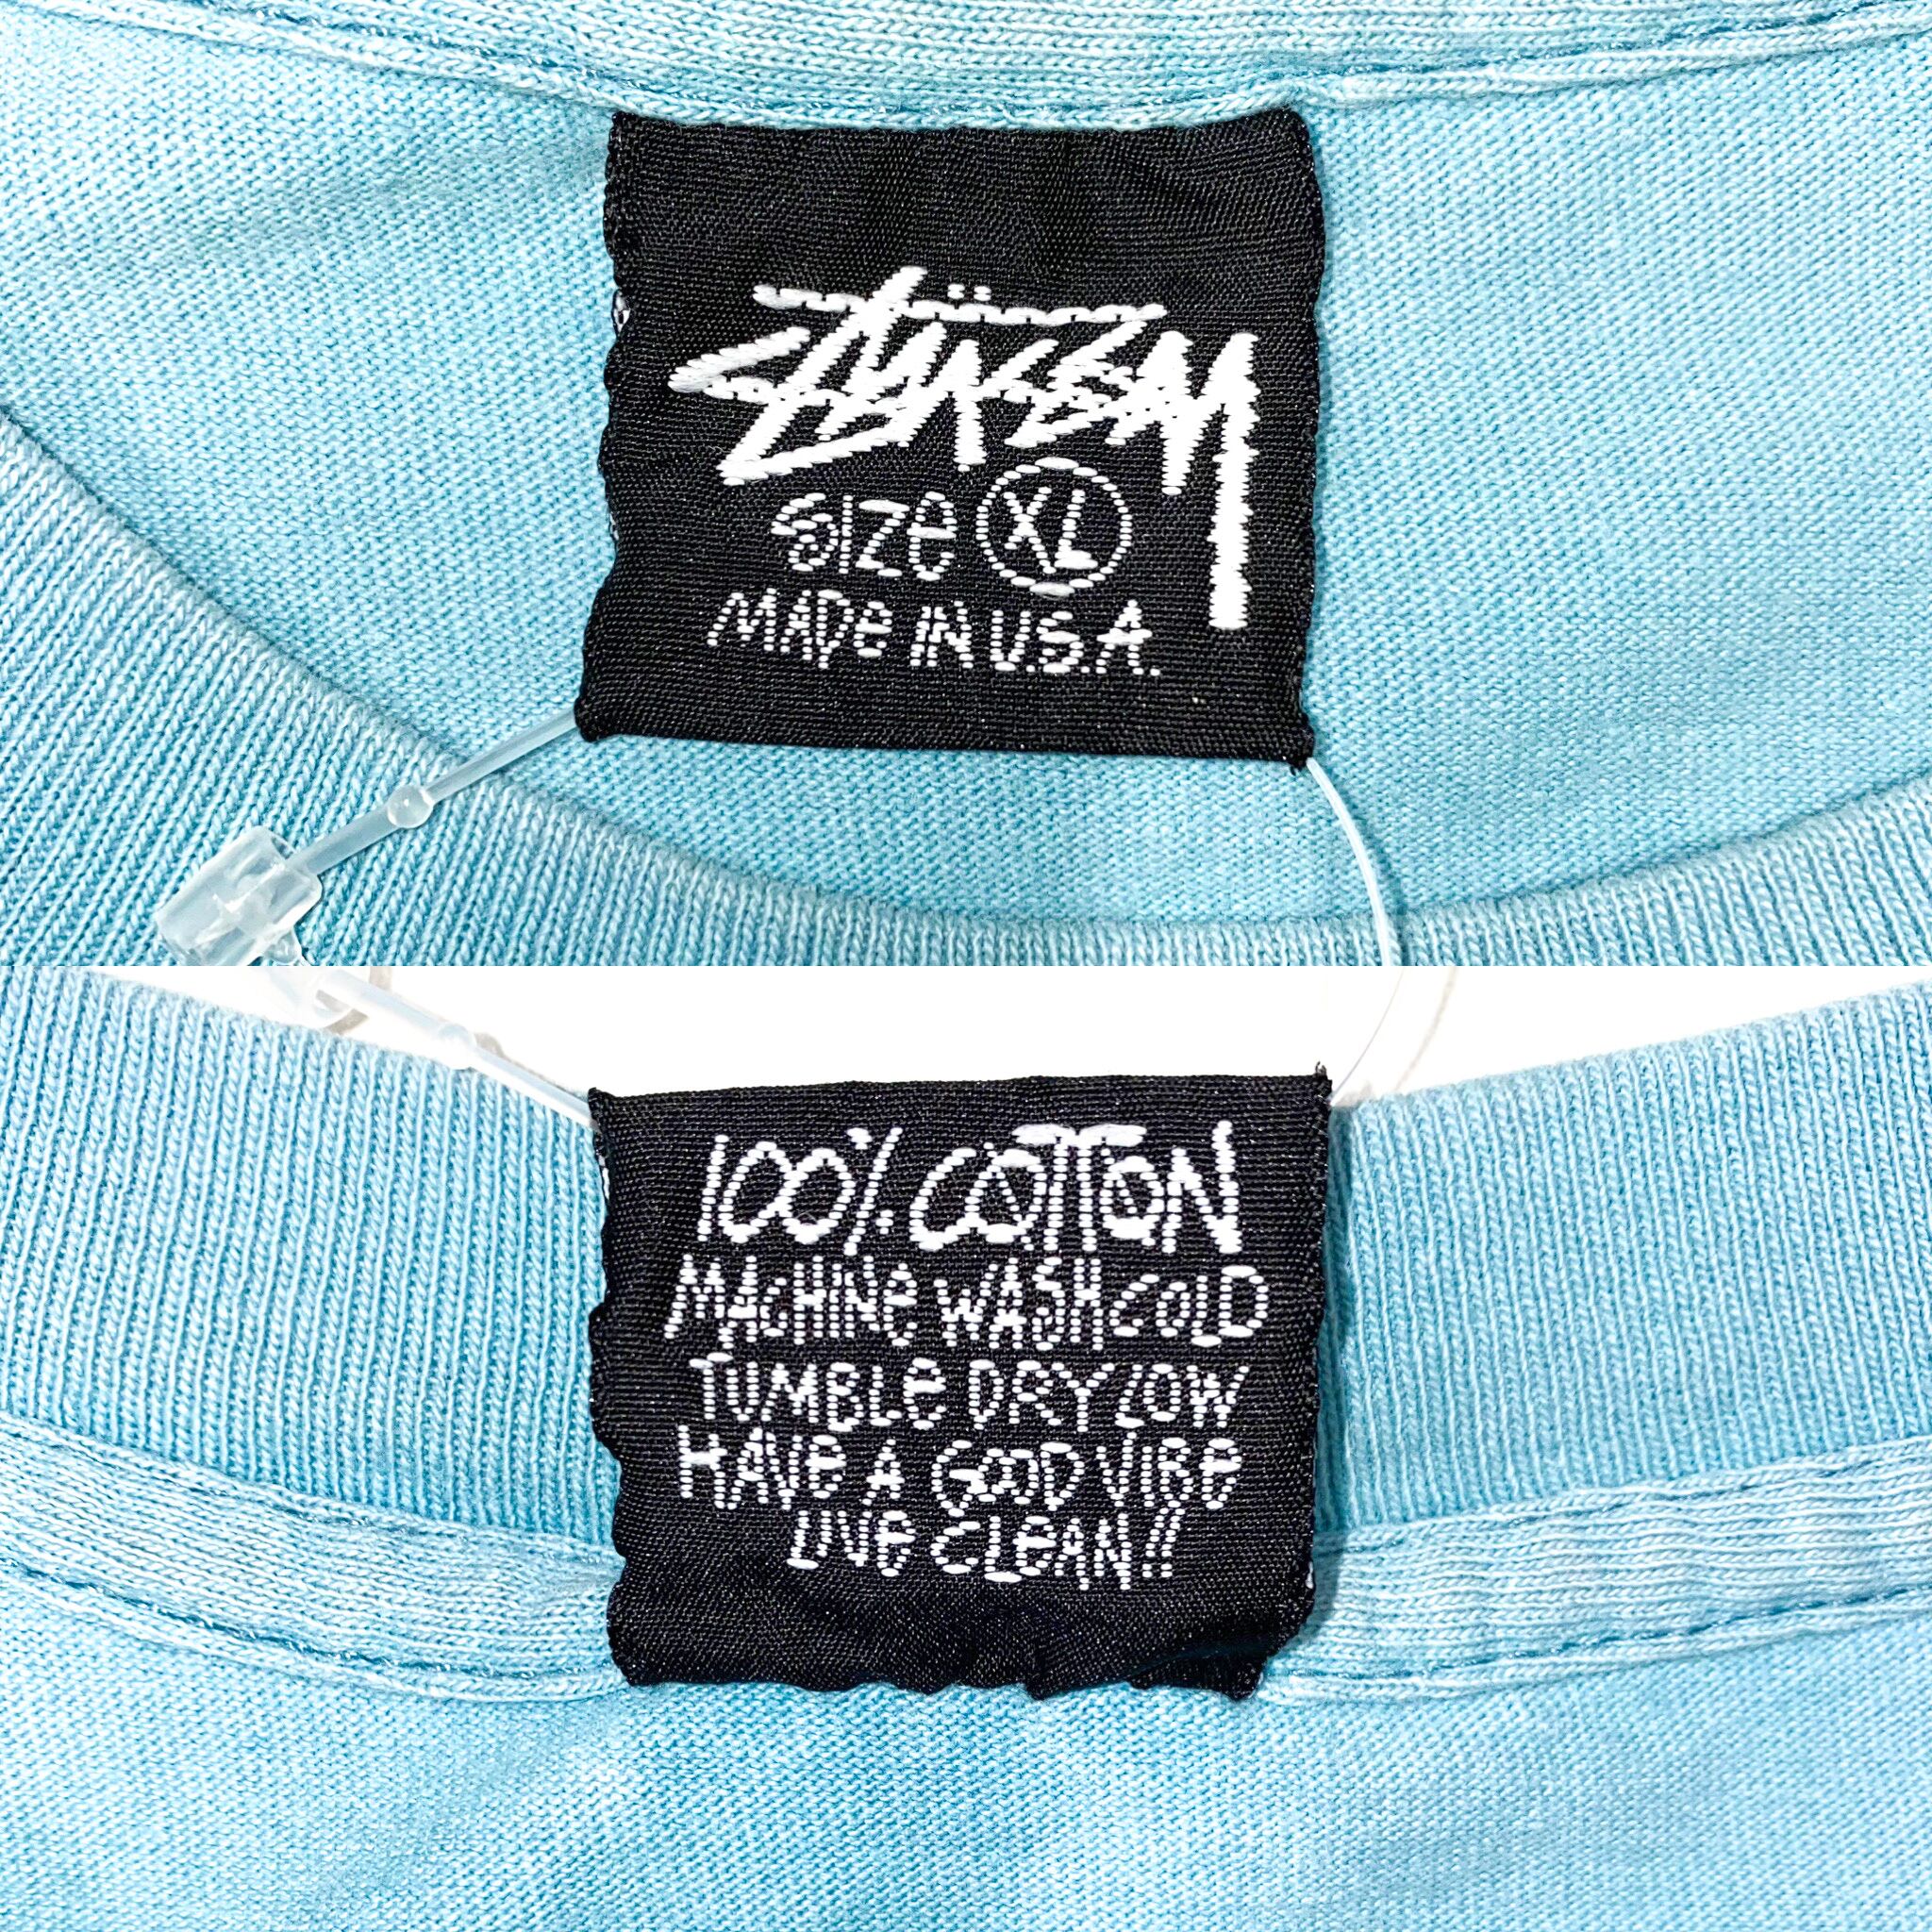 STÜSSY
SIZE XL
MADE IN U.S.A.
100% COTTON
MACHINE WASH COLD
TUMBLE DRY LOW
HAVE A GOOD VIBE
LIVE CLEAN!!